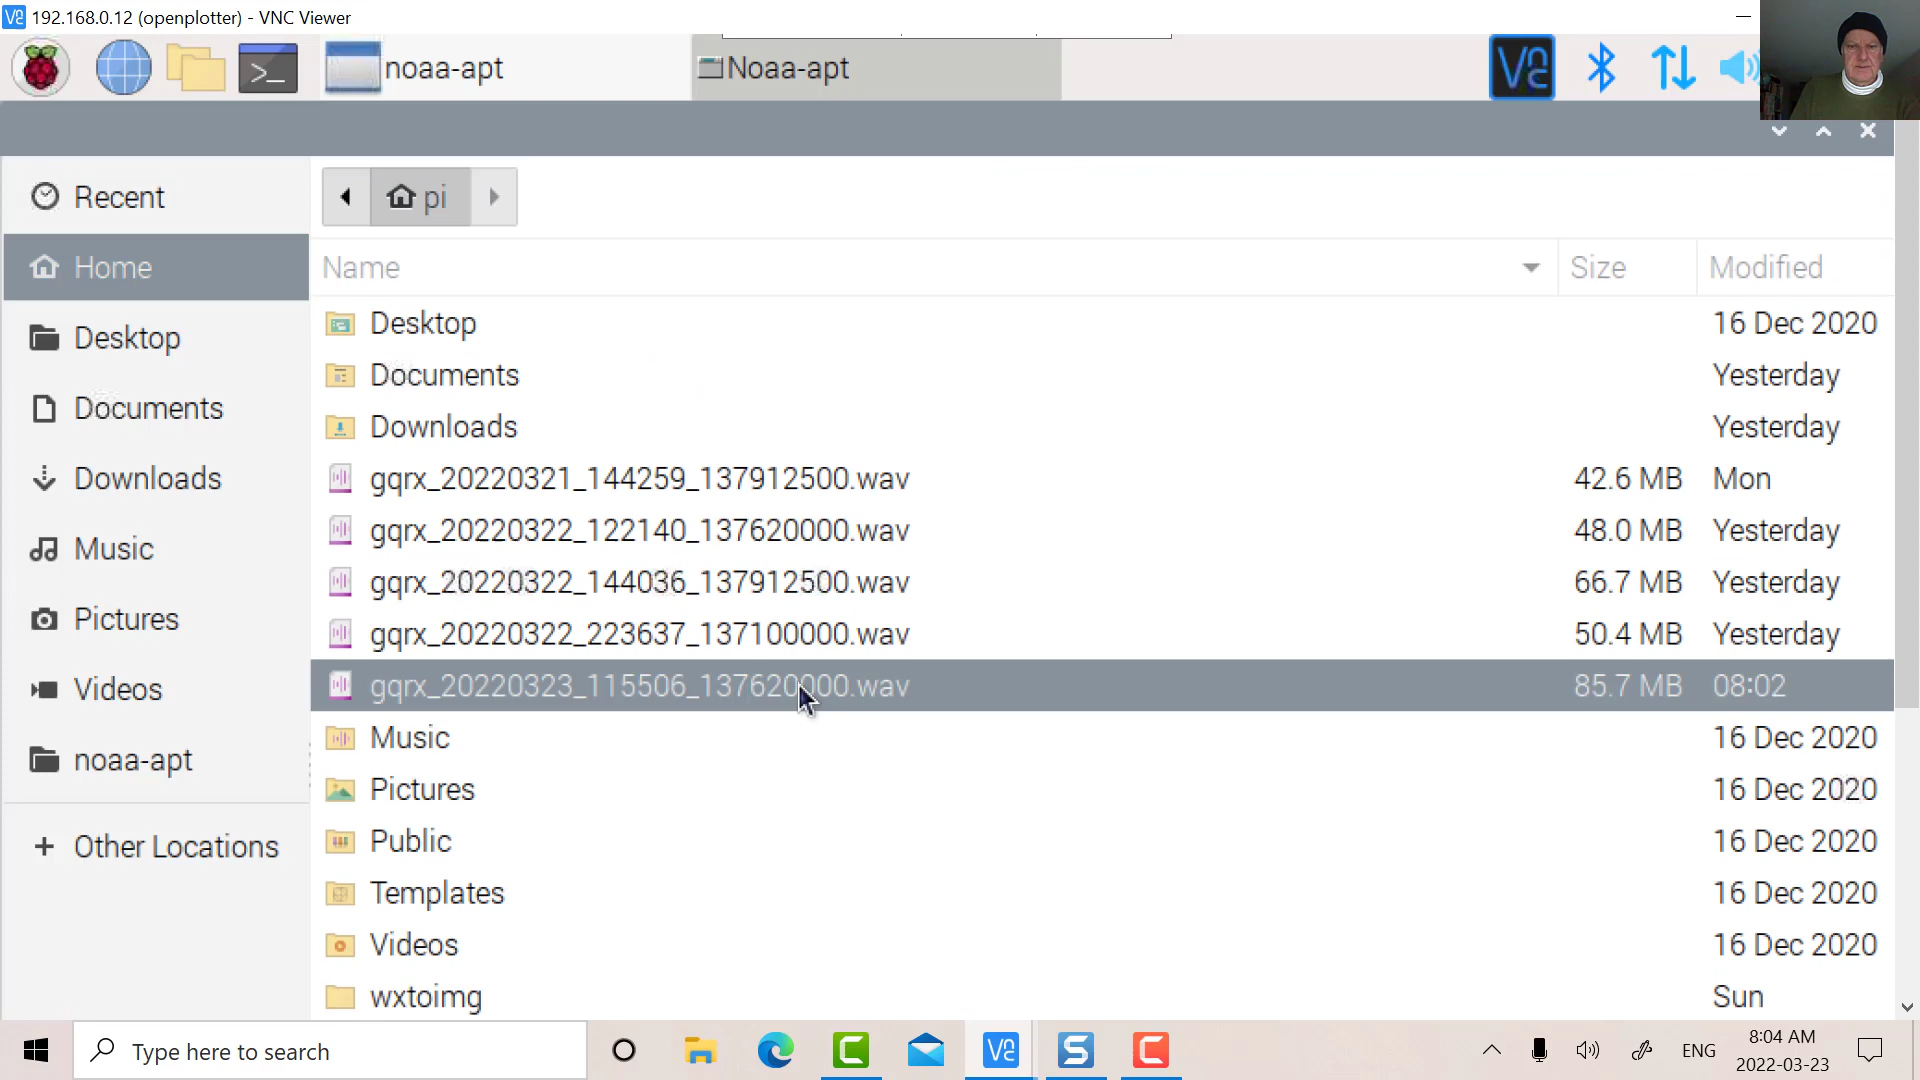 192.168.0.12 (openplotter) - VNC Viewer
noaa-apt
Noaa-apt
Recent
Home
Desktop
Documents
Downloads
Music
Pictures
Videos
noaa-apt
Other Locations
pi
Name Size Modified
Desktop 16 Dec 2020
Documents Yesterday
Downloads Yesterday
gqrx_20220321_144259_137912500.wav 42.6 MB Mon
gqrx_20220322_122140_137620000.wav 48.0 MB Yesterday
gqrx_20220322_144036_137912500.wav 66.7 MB Yesterday
gqrx_20220322_223637_137100000.wav 50.4 MB Yesterday
gqrx_20220323_115506_137620000.wav 85.7 MB 08:02
Music 16 Dec 2020
Pictures 16 Dec 2020
Public 16 Dec 2020
Templates 16 Dec 2020
Videos 16 Dec 2020
wxtoimg Sun
Type here to search
ENG
8:04 AM
2022-03-23